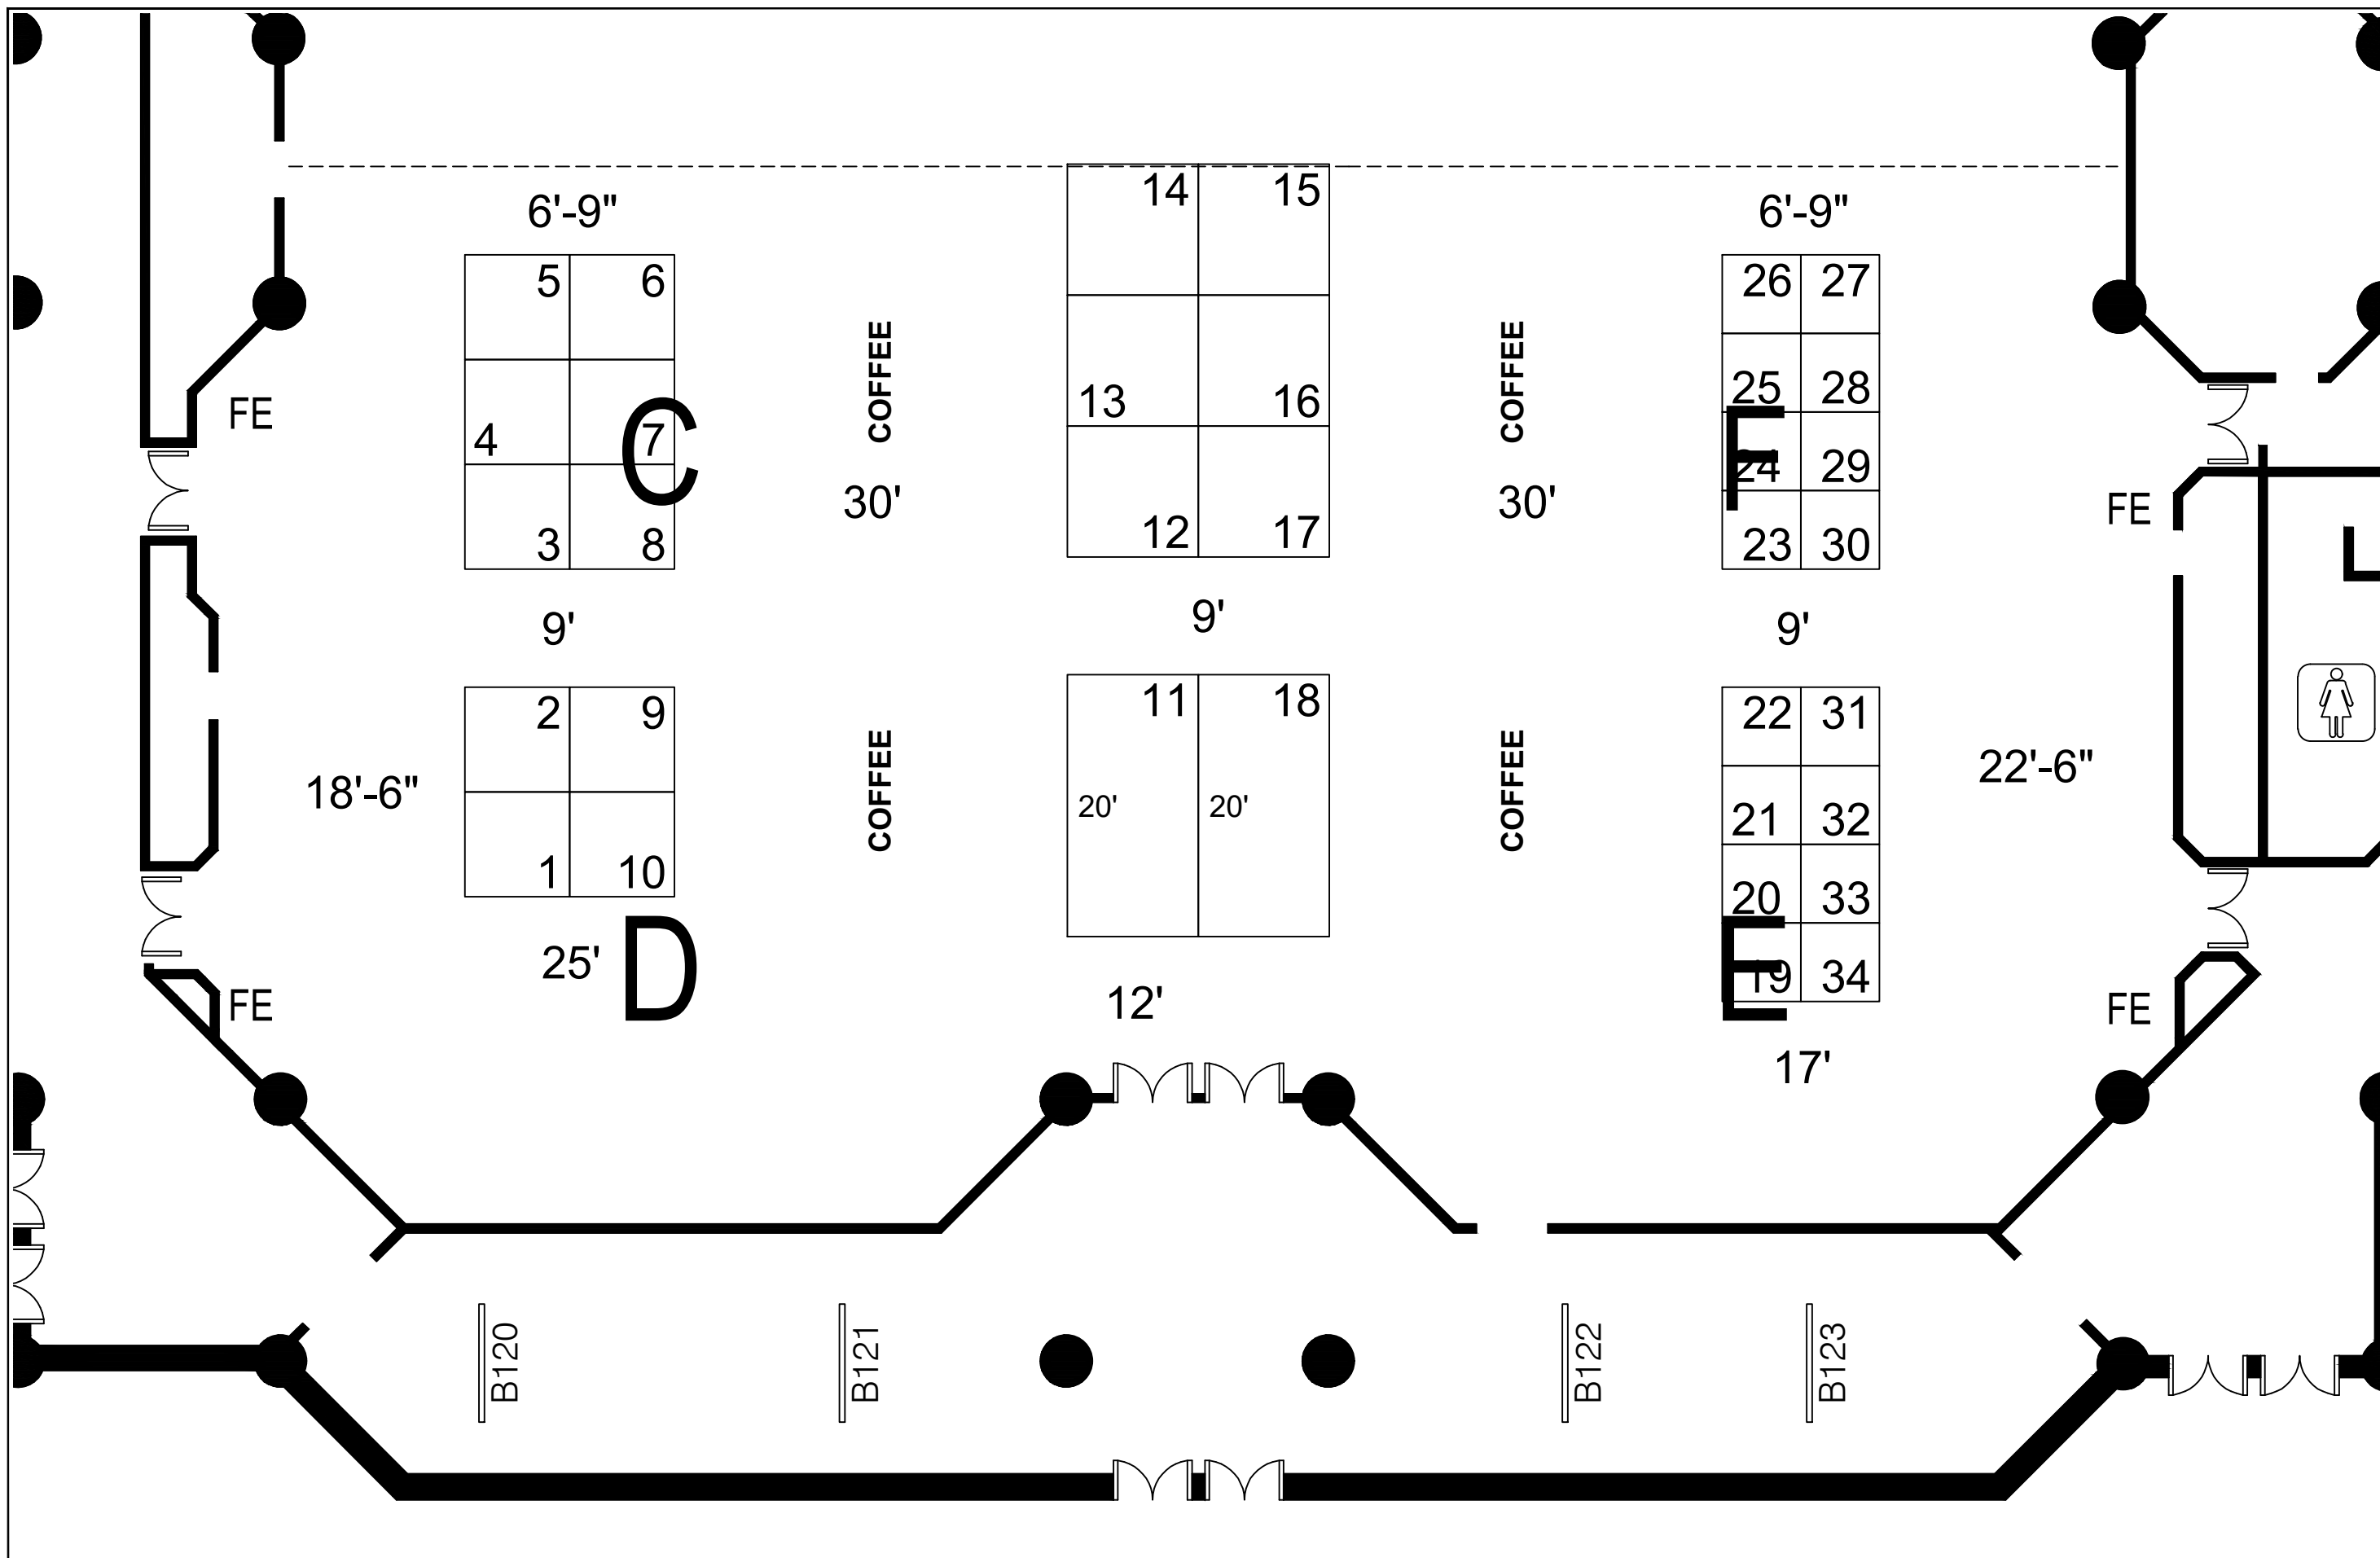 14 15
6'-9" 6'-9"
5 6 26 27
COFFEE COFFEE
25 28
13 16
FE
4 7 C
24 F 29
30' 30'
FE
12 17
3 8 23 30
9' 9' 9'
11 18
2 9 22 31
22'-6"
COFFEE COFFEE
18'-6"
20' 20'
21 32
1 10 20 33
25' D
E
19 34
12'
FE FE
17'
B120 B121 B122 B123